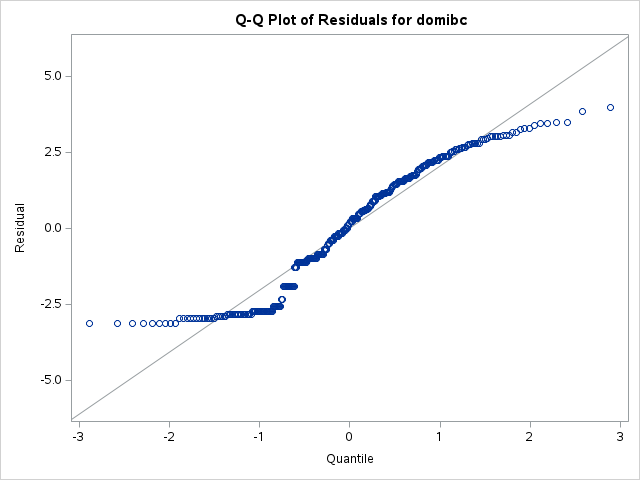 Q-Q Plot of Residuals for domibc
5.0
2.5
0.0
-2.5
-5.0
Residual
-3 -2 -1 0 1 2 3
Quantile